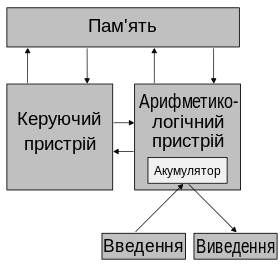 Пам'ять
Керуючий
пристрій
Арифметико-
логічний
пристрій
Акумулятор
Введення
Виведення